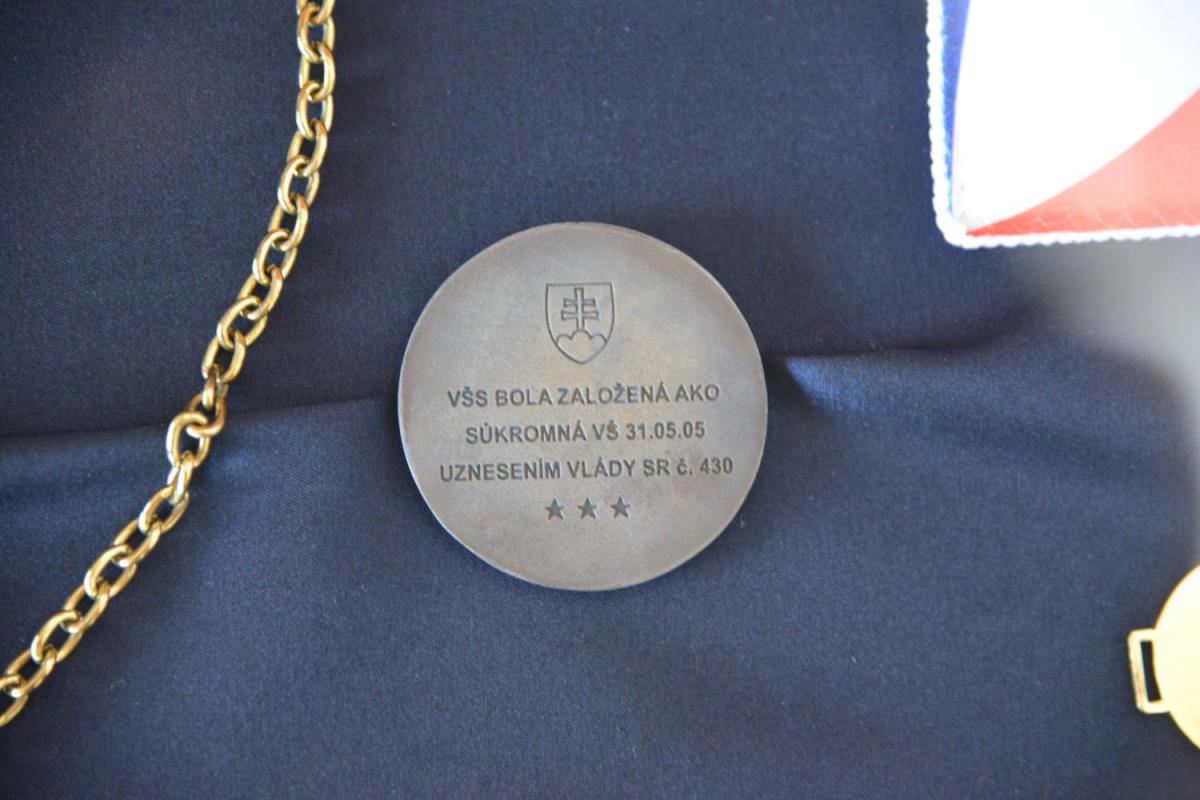 VŠS BOLA ZALOŽENÁ AKO
SÚKROMNÁ VŠ 31.05.05
UZNESENÍM VLÁDY SR č. 430